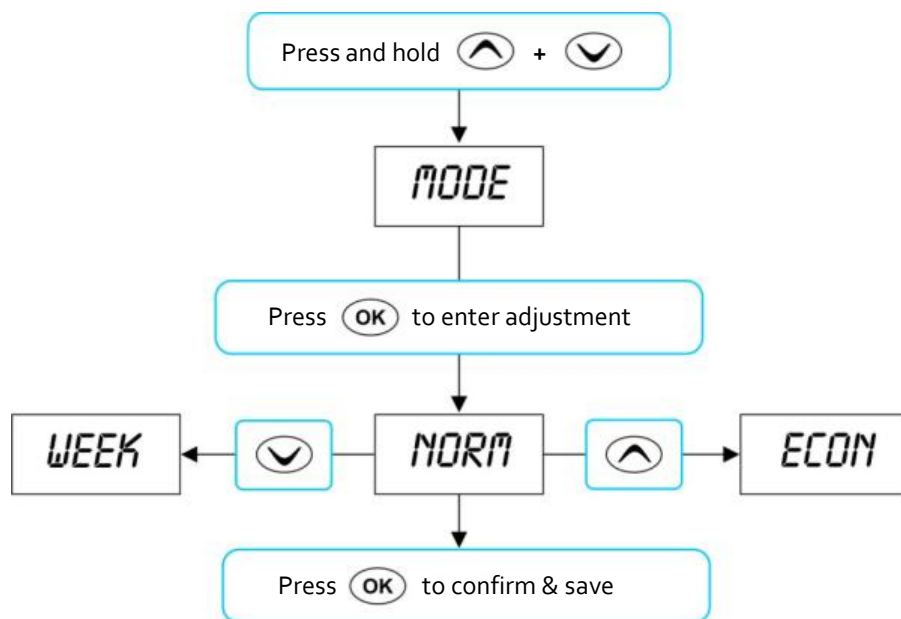 Press and hold +
MODE
Press OK to enter adjustment
WEEK NORM ECON
Press OK to confirm & save